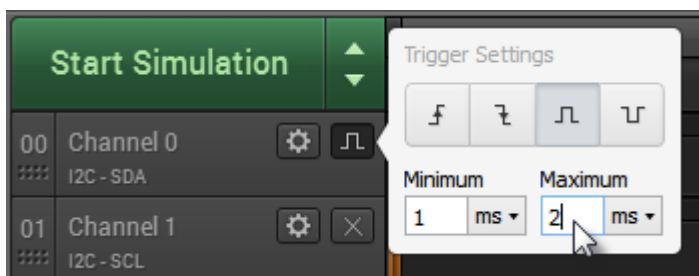 Start Simulation
Trigger Settings
00 Channel 0
I2C - SDA
Minimum Maximum
1 ms 2 ms
01 Channel 1
I2C - SCL